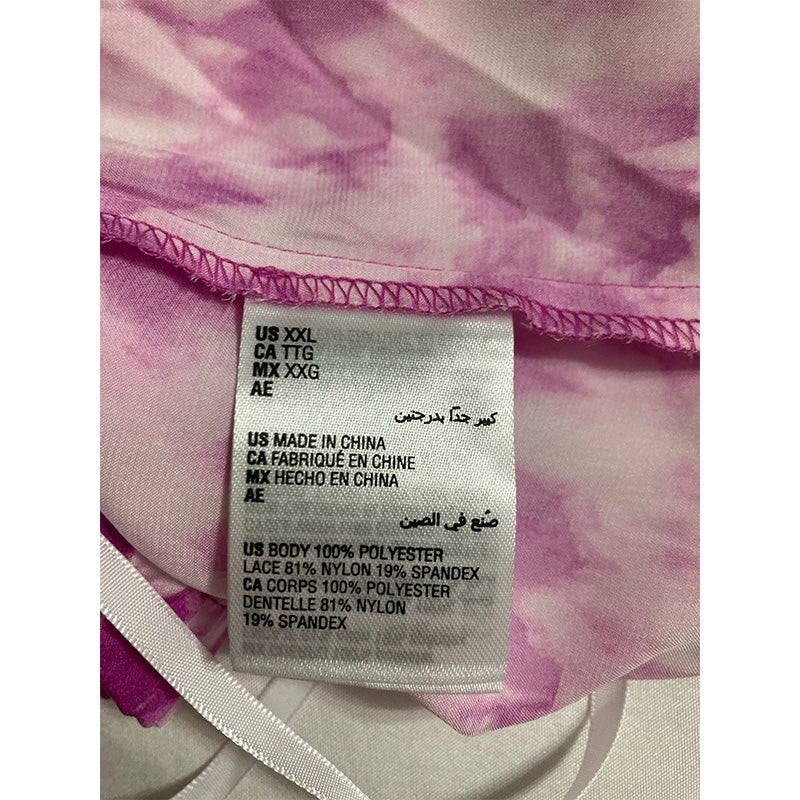 US XXL
CA TTG
MX XXG
AE
كبير جدًا بدرجتين
US MADE IN CHINA
CA FABRIQUÉ EN CHINE
MX HECHO EN CHINA
AE
صُنع في الصين
US BODY 100% POLYESTER
LACE 81% NYLON 19% SPANDEX
CA CORPS 100% POLYESTER
DENTELLE 81% NYLON
19% SPANDEX